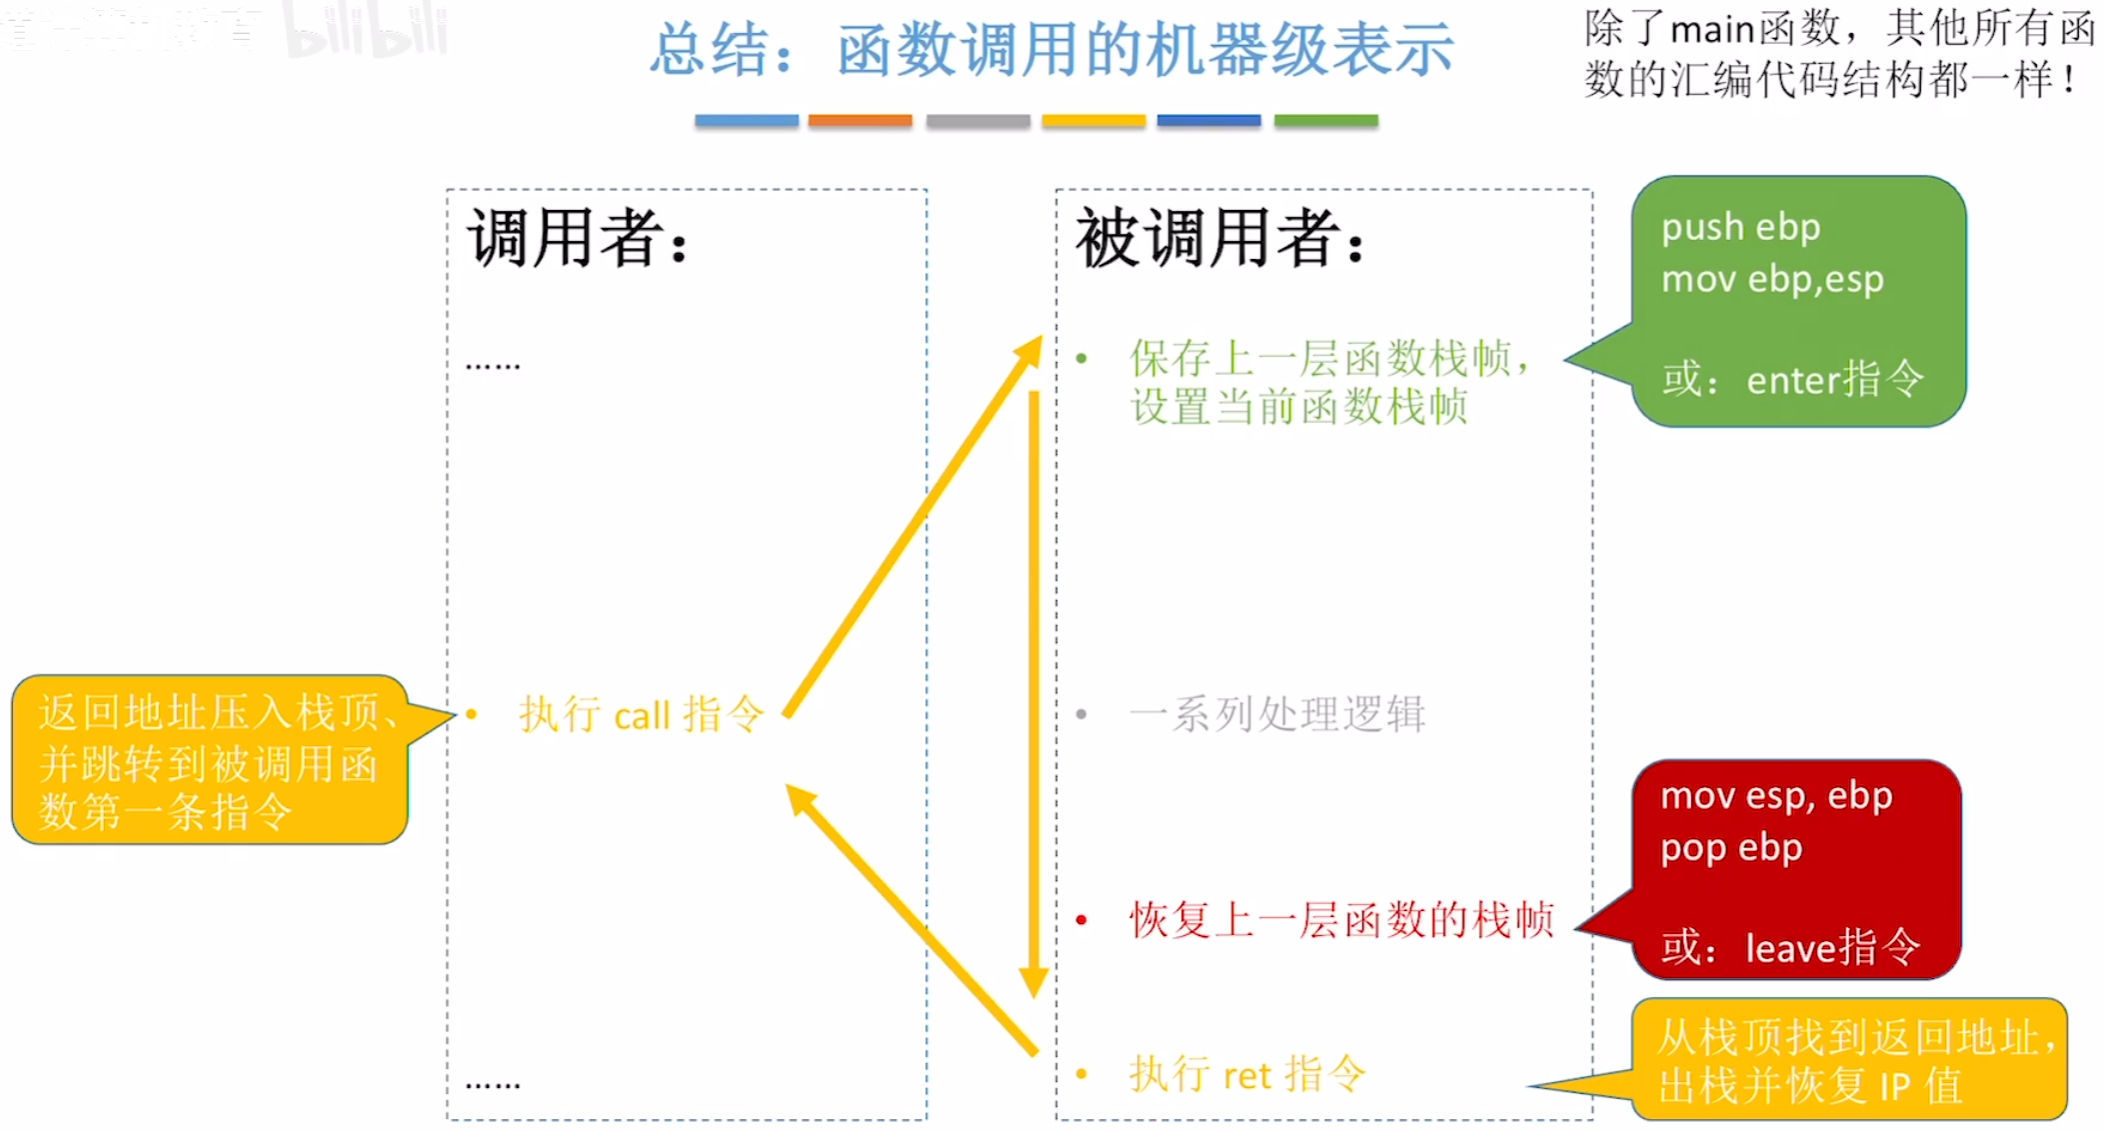 bilibili
总结：函数调用的机器级表示
除了main函数，其他所有函
数的汇编代码结构都一样！
调用者：
……
返回地址压入栈顶、
并跳转到被调用函
数第一条指令
• 执行 call 指令
……
被调用者：
• 保存上一层函数栈帧，
设置当前函数栈帧
push ebp
mov ebp,esp
或：enter指令
• 一系列处理逻辑
• 恢复上一层函数的栈帧
mov esp, ebp
pop ebp
或：leave指令
• 执行 ret 指令
从栈顶找到返回地址，
出栈并恢复 IP 值